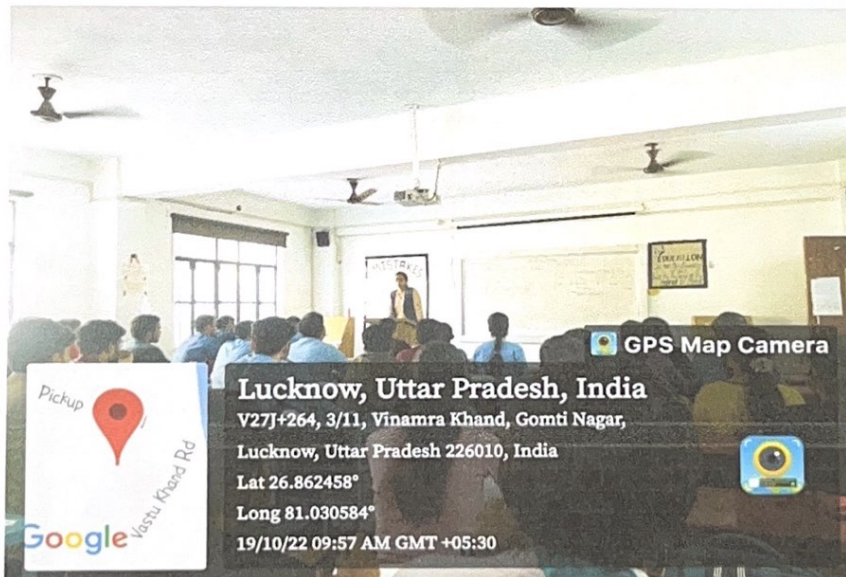 MISTAKES
EDUCATION
GPS Map Camera
Lucknow, Uttar Pradesh, India
V27J+264, 3/11, Vinamra Khand, Gomti Nagar,
Lucknow, Uttar Pradesh 226010, India
Lat 26.862458°
Long 81.030584°
19/10/22 09:57 AM GMT +05:30
Pickup
Vastu Khand Rd
Google